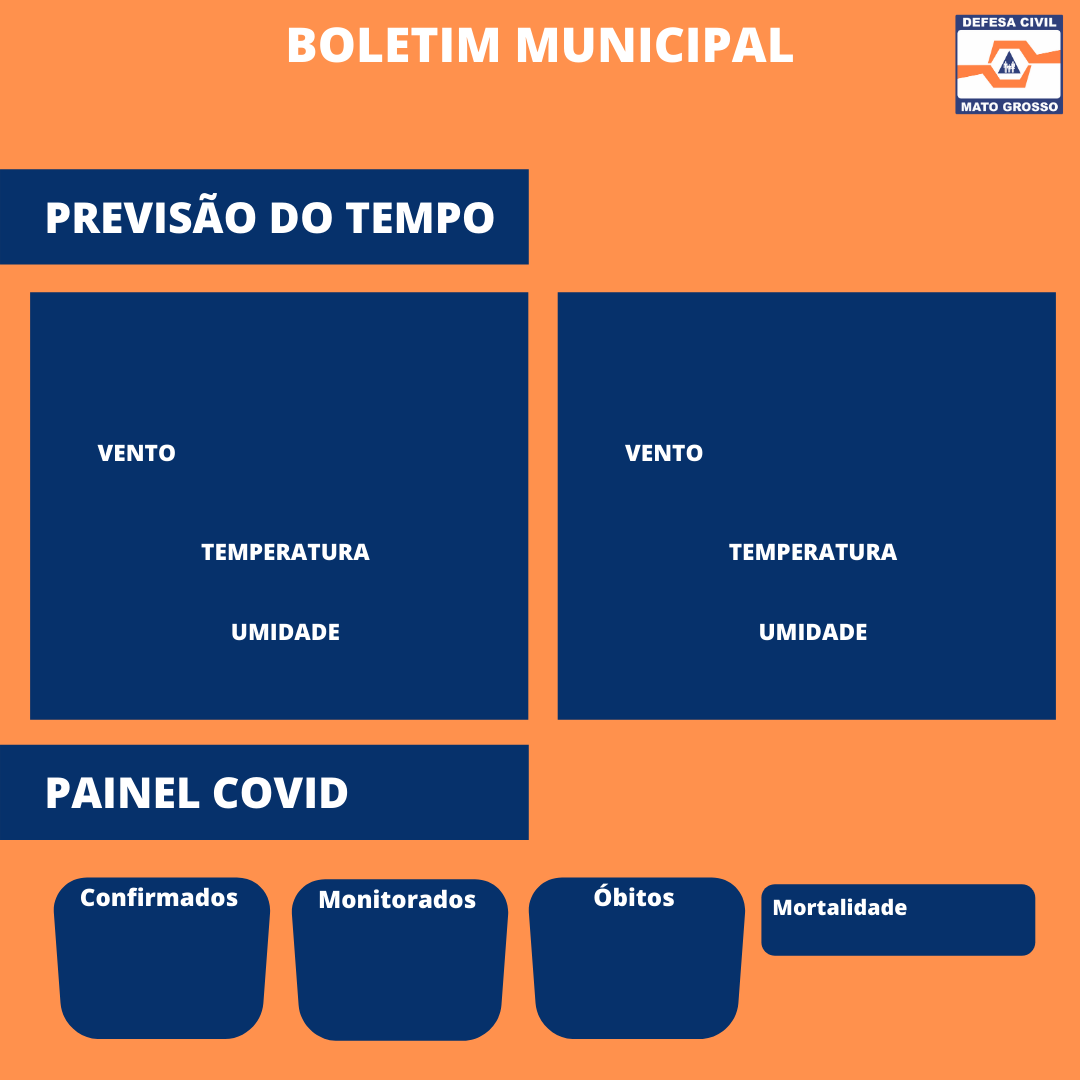 BOLETIM MUNICIPAL
DEFESA CIVIL
MATO GROSSO
PREVISÃO DO TEMPO
VENTO
TEMPERATURA
UMIDADE
VENTO
TEMPERATURA
UMIDADE
PAINEL COVID
Confirmados
Monitorados
Óbitos
Mortalidade